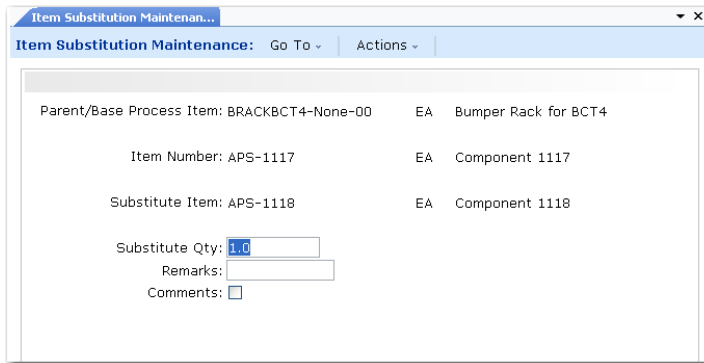 Item Substitution Maintenan...
Item Substitution Maintenance: Go To Actions
Parent/Base Process Item: BRACKBCT4-None-00 EA Bumper Rack for BCT4
Item Number: APS-1117 EA Component 1117
Substitute Item: APS-1118 EA Component 1118
Substitute Qty: 1.0
Remarks:
Comments: